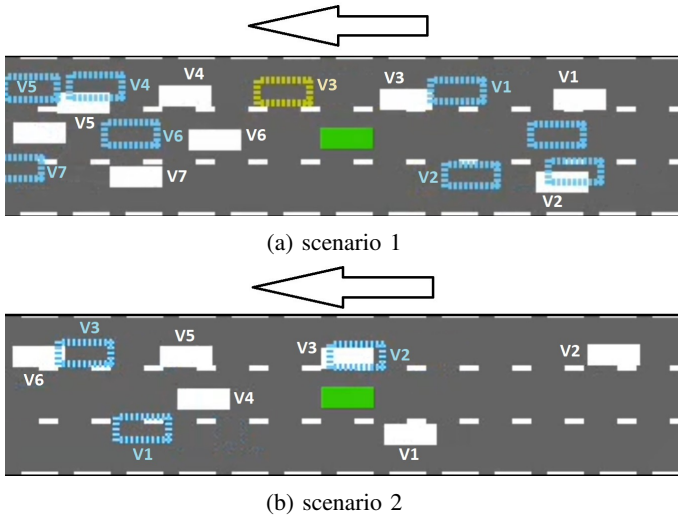 V5 V4 V4 V3 V3 V1 V1
V5 V6 V6
V7 V7 V2 V2
(a) scenario 1
V3 V5 V3 V2 V2
V6 V4
V1 V1
(b) scenario 2